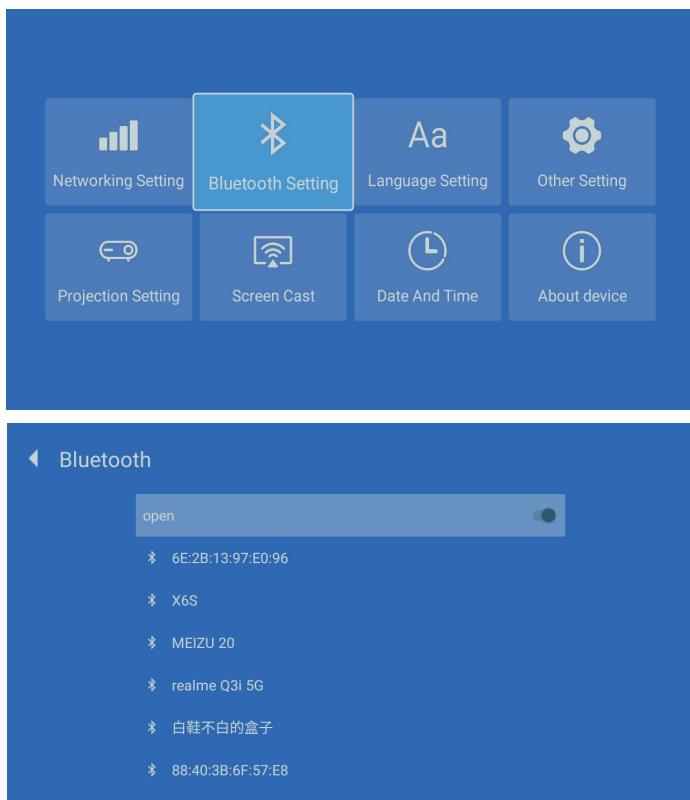 Aa
Networking Setting
Bluetooth Setting
Language Setting
Other Setting
Projection Setting
Screen Cast
Date And Time
About device
Bluetooth
open
6E:2B:13:97:E0:96
X6S
MEIZU 20
realme Q3i 5G
白鞋不白的盒子
88:40:3B:6F:57:E8